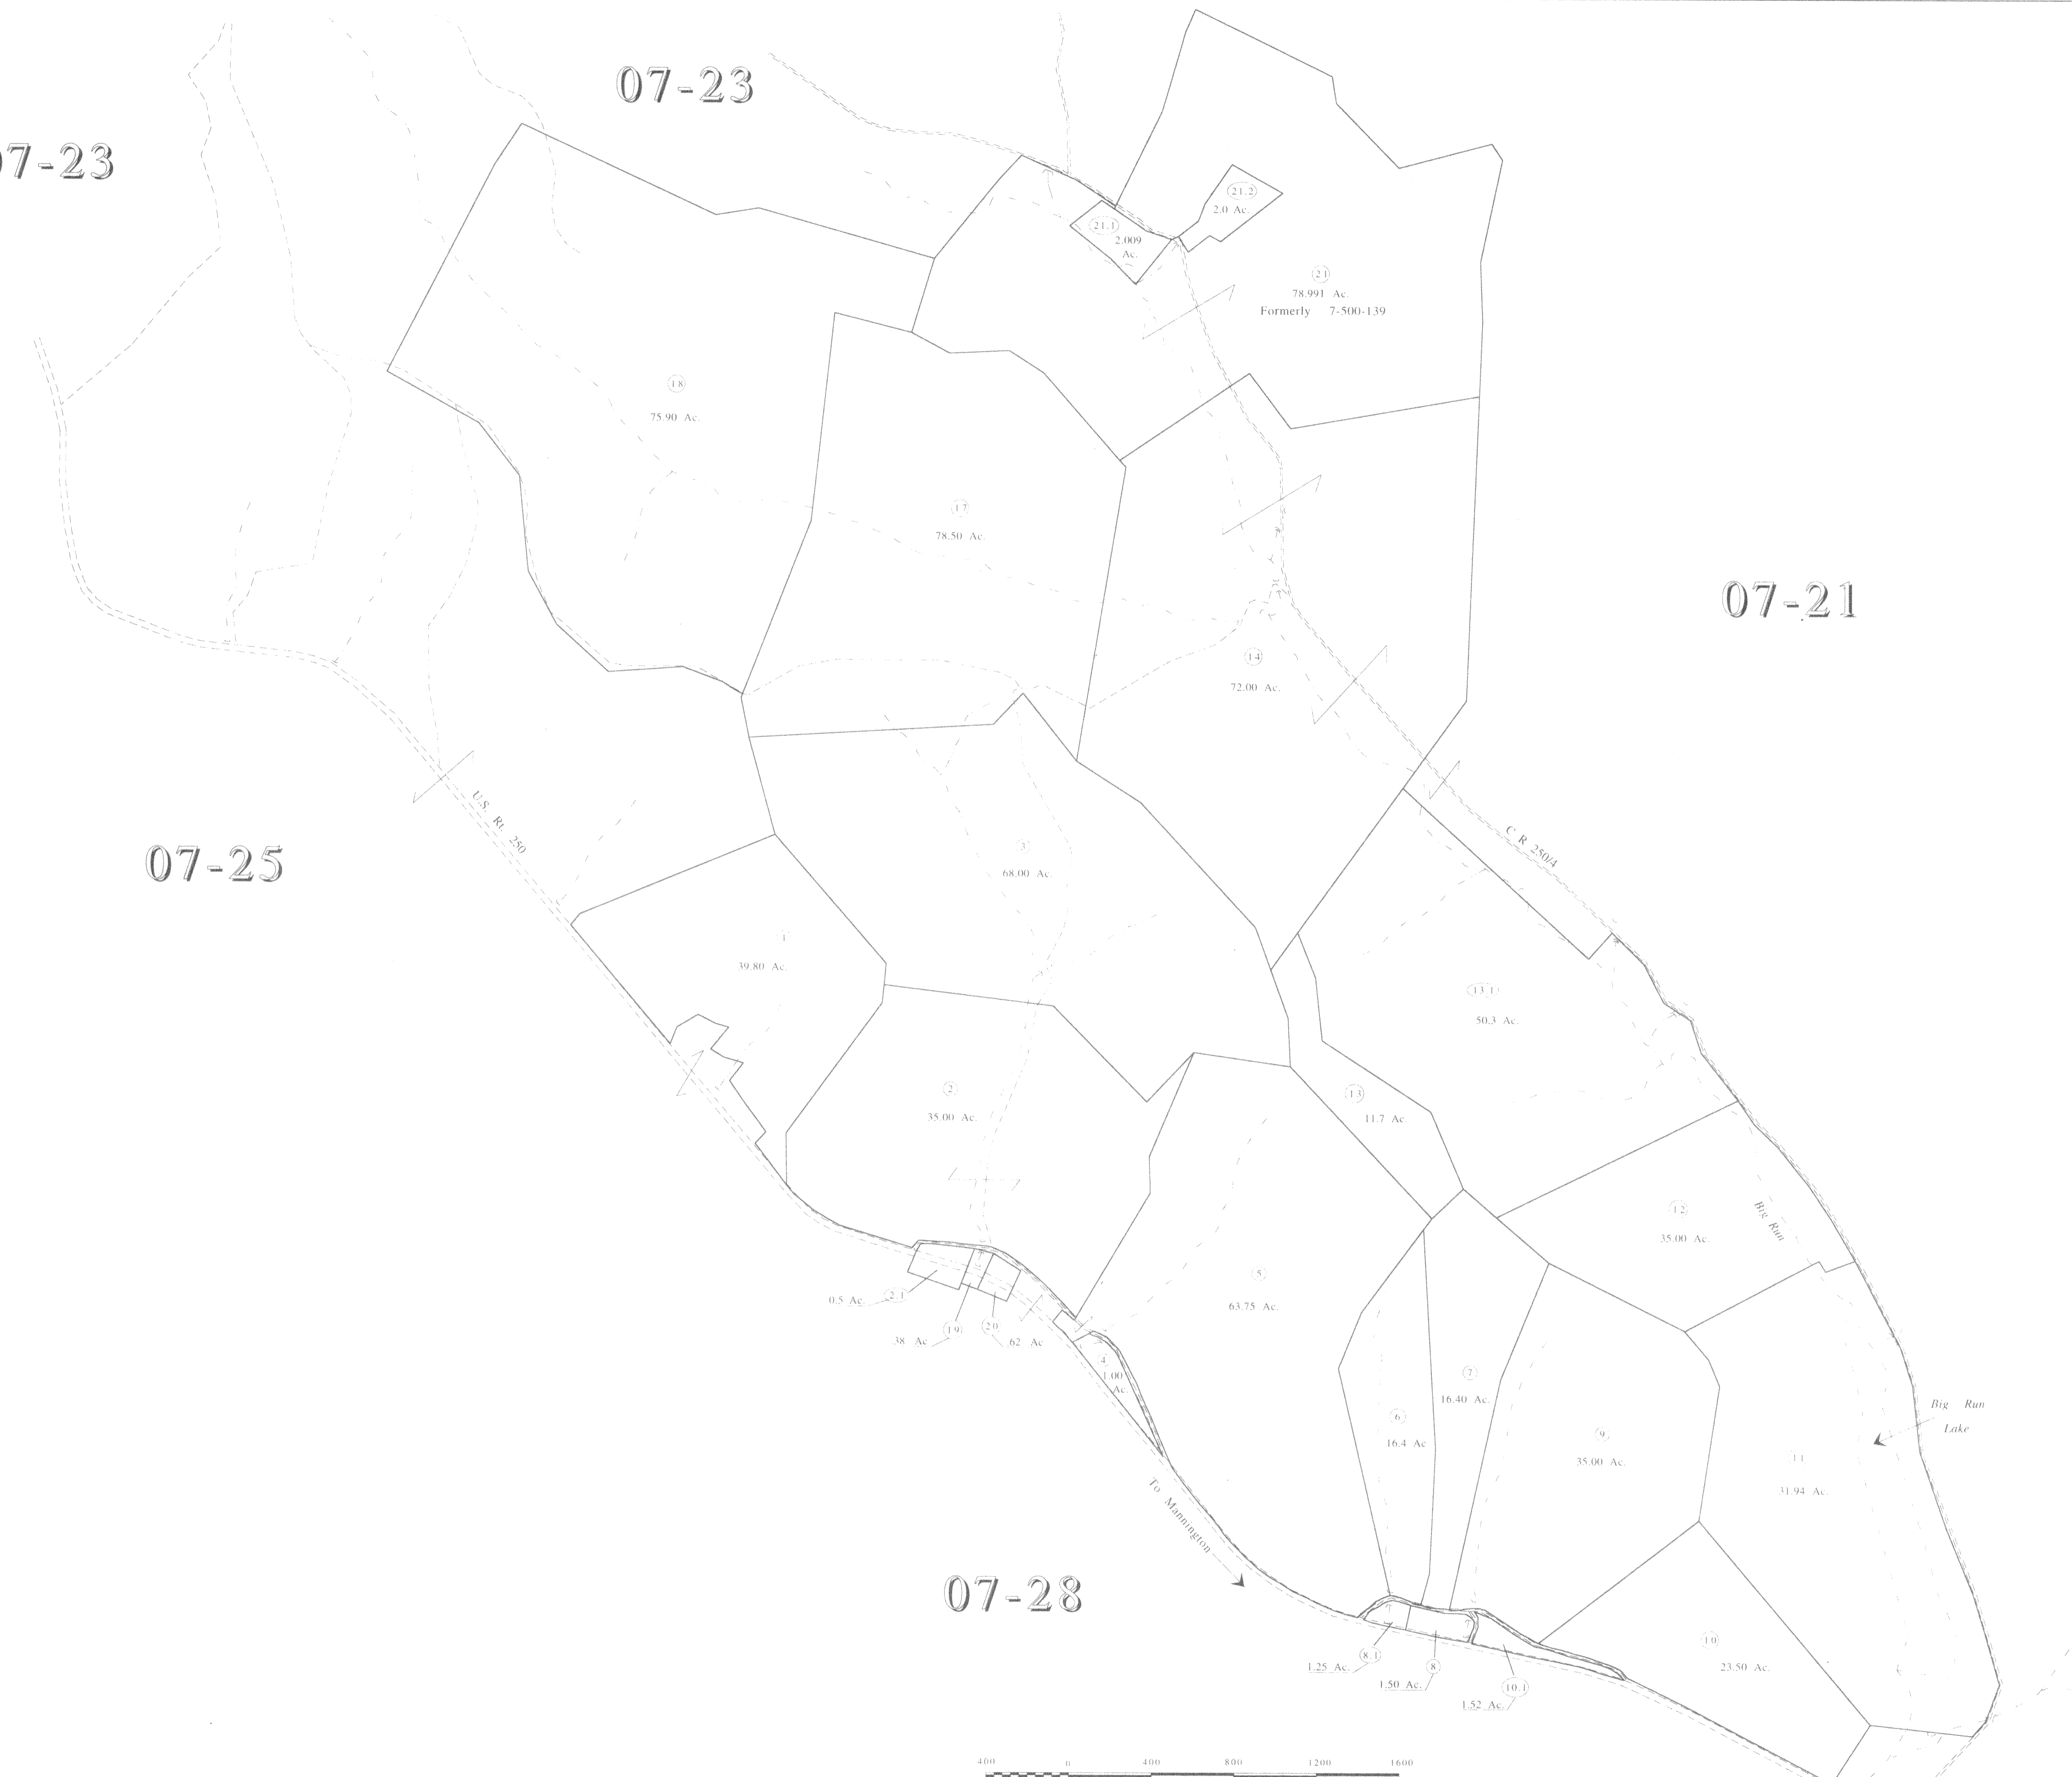 07-23
07-23
21.2
2.0 Ac.
21.1
2.009
Ac.
21
78.991 Ac.
Formerly 7-500-139
18
75.90 Ac.
17
78.50 Ac.
07-21
14
72.00 Ac.
U.S. Rt. 250
07-25
3
68.00 Ac.
C R 250/4
1
39.80 Ac.
13.1
50.3 Ac.
2
35.00 Ac.
13
11.7 Ac.
12
35.00 Ac.
Big Run
5
63.75 Ac.
0.5 Ac.
2.1
.38 Ac
19
20
.62 Ac
4
1.00
Ac.
7
16.40 Ac.
6
16.4 Ac
9
35.00 Ac.
Big Run
Lake
11
31.94 Ac.
To Mannington
07-28
10
23.50 Ac.
1.25 Ac.
8.1
1.50 Ac.
8
1.52 Ac.
10.1
400 0 400 800 1200 1600